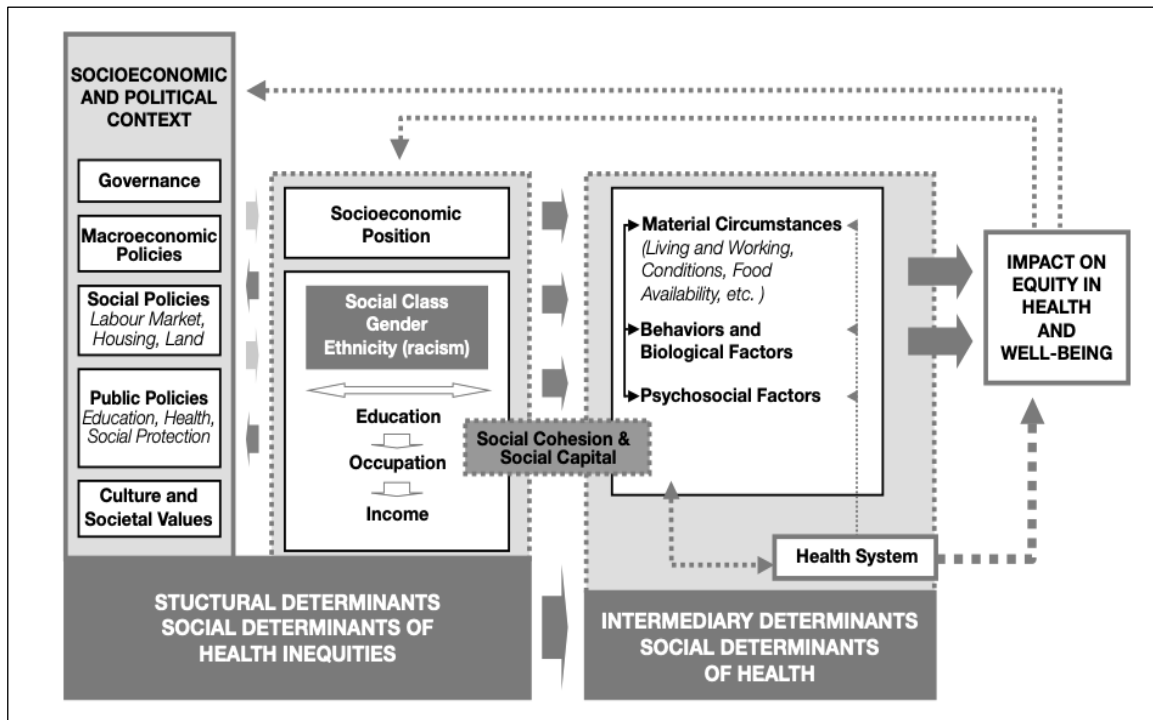 SOCIOECONOMIC
AND POLITICAL
CONTEXT
Governance
Macroeconomic
Policies
Social Policies
Labour Market,
Housing, Land
Public Policies
Education, Health,
Social Protection
Culture and
Societal Values
Socioeconomic
Position
Social Class
Gender
Ethnicity (racism)
Education
Occupation
Income
Social Cohesion &
Social Capital
Material Circumstances
(Living and Working,
Conditions, Food
Availability, etc. )
Behaviors and
Biological Factors
Psychosocial Factors
Health System
IMPACT ON
EQUITY IN
HEALTH
AND
WELL-BEING
STUCTURAL DETERMINANTS
SOCIAL DETERMINANTS OF
HEALTH INEQUITIES
INTERMEDIARY DETERMINANTS
SOCIAL DETERMINANTS
OF HEALTH